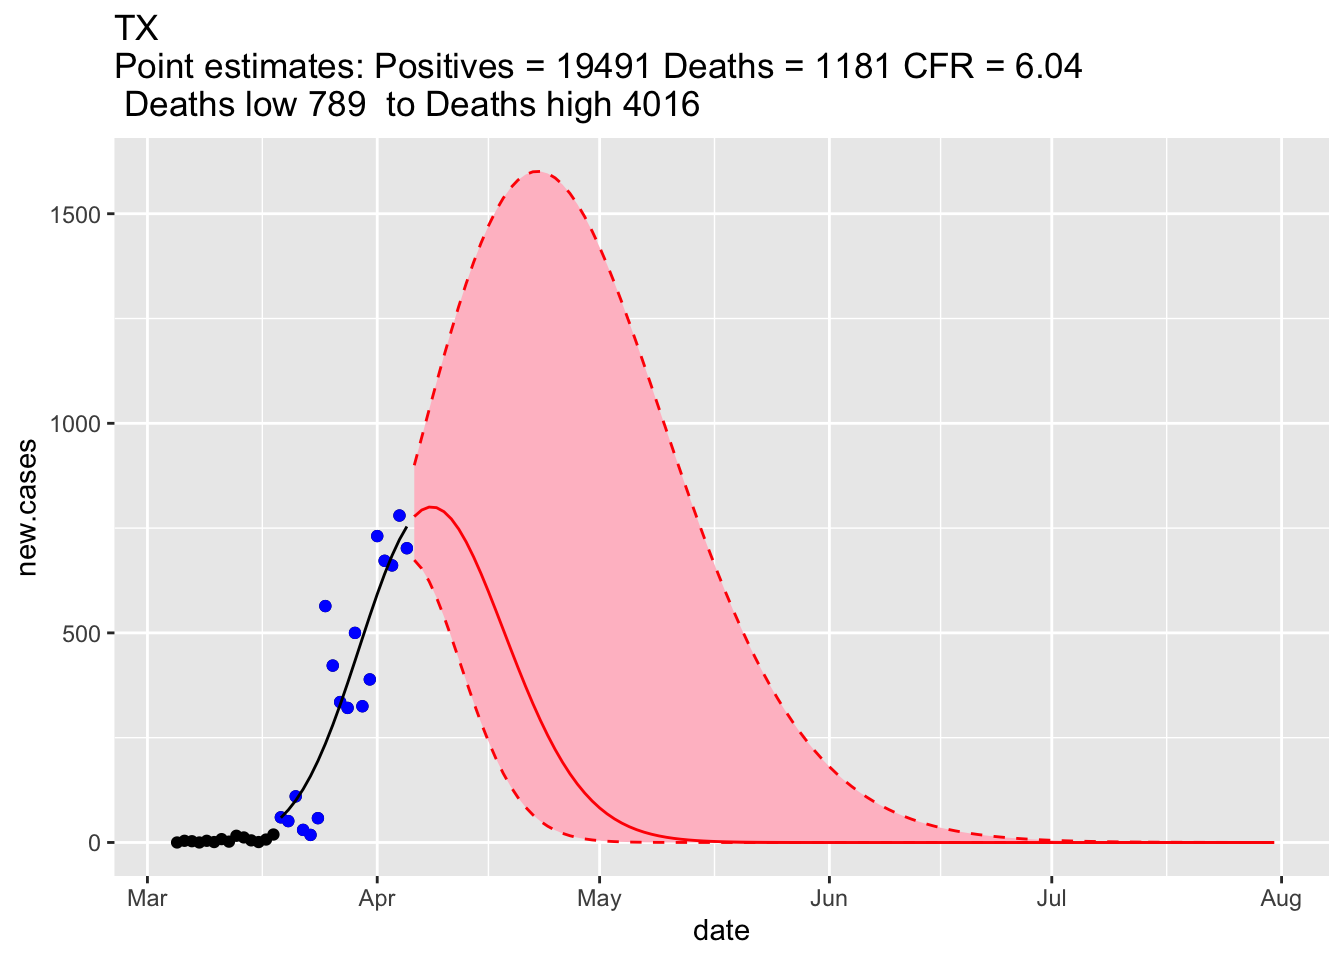 TX
Point estimates: Positives = 19491 Deaths = 1181 CFR = 6.04
Deaths low 789  to Deaths high 4016
1500
1000
500
0
new.cases
Mar Apr May Jun Jul Aug
date